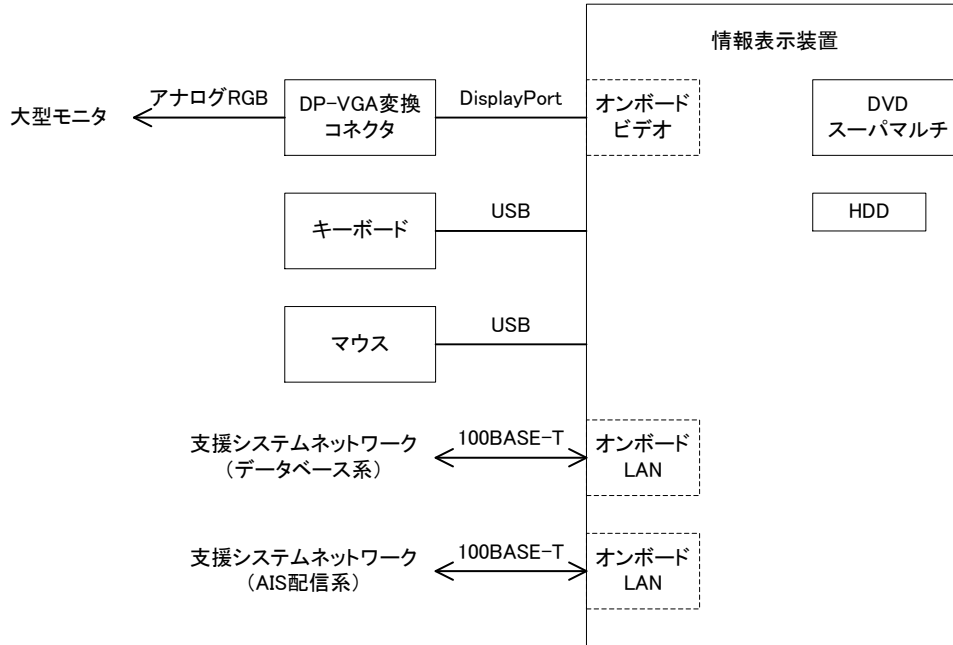 情報表示装置
大型モニタ
アナログRGB
DP-VGA変換
コネクタ
DisplayPort
オンボード
ビデオ
DVD
スーパマルチ
キーボード
USB
HDD
マウス
USB
支援システムネットワーク
(データベース系)
100BASE-T
オンボード
LAN
支援システムネットワーク
(AIS配信系)
100BASE-T
オンボード
LAN